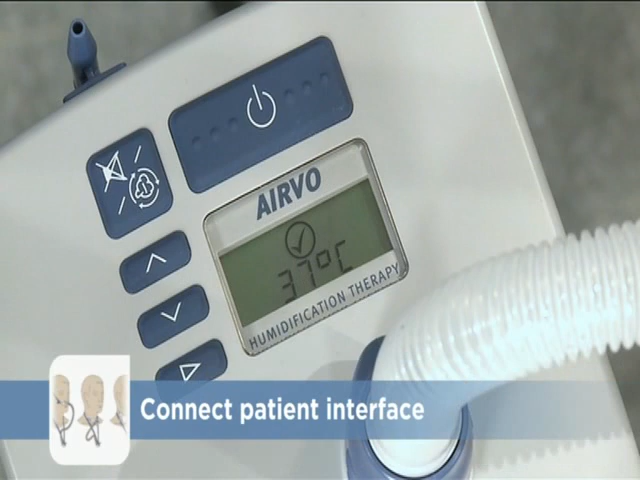 AIRVO
37°C
HUMIDIFICATION THERAPY
Connect patient interface